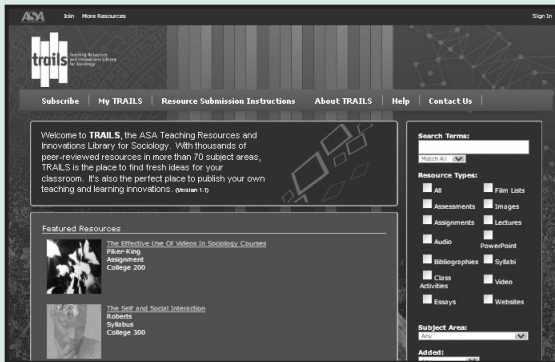 ASA Join More Resources Sign In
trails Teaching Resources
and Innovations Library
for Sociology
Subscribe My TRAILS Resource Submission Instructions About TRAILS Help Contact Us
Welcome to TRAILS, the ASA Teaching Resources and
Innovations Library for Sociology. With thousands of
peer-reviewed resources in more than 70 subject areas,
TRAILS is the place to find fresh ideas for your
classroom. It's also the perfect place to publish your own
teaching and learning innovations. (Version 1.1)
Featured Resources
The Effective Use Of Videos In Sociology Courses
Piker-King
Assignment
College 200
The Self and Social Interaction
Roberts
Syllabus
College 300
Search Terms:
Match All
Resource Types:
All Film Lists
Assessments Images
Assignments Lectures
Audio PowerPoint
Bibliographies Syllabi
Class Activities Video
Essays Websites
Subject Area:
Any
Added: